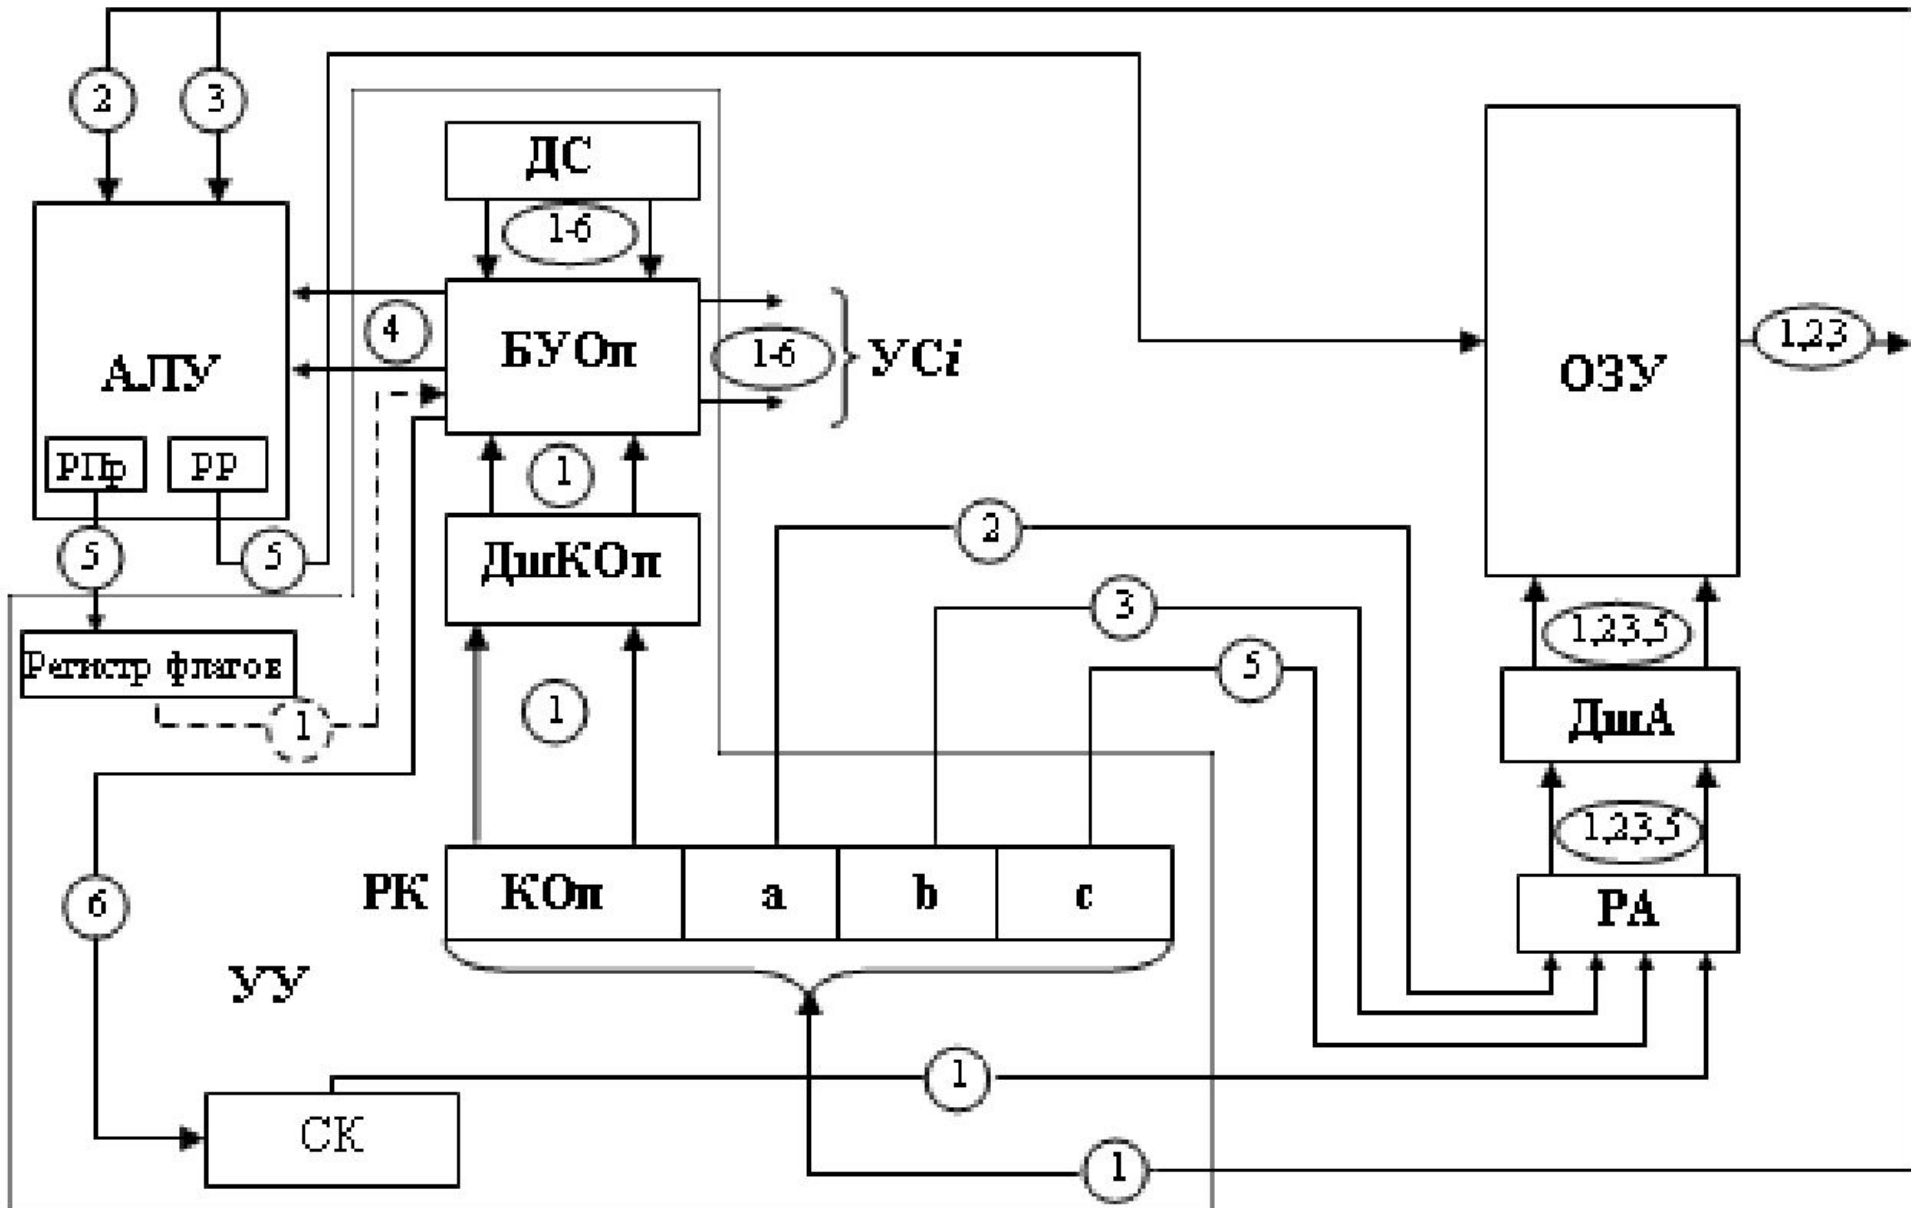 2
3
ДС
1-6
4
БУОп
1-6
УСi
1,2,3
АЛУ
ОЗУ
РПр
РР
1
5
5
ДшКОп
2
3
1,2,3,5
Регистр флагов
1
1
5
ДшА
1,2,3,5
РК
КОп
a
b
c
РА
6
УУ
1
СК
1